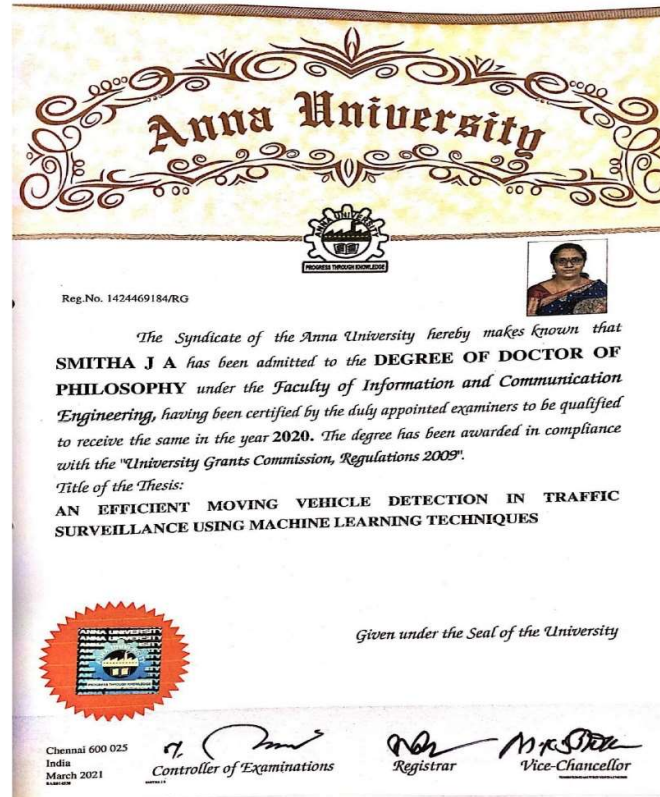 Anna University
ANNA UNIVERSITY
PROGRESS THROUGH KNOWLEDGE
Reg.No. 1424469184/RG
The Syndicate of the Anna University hereby makes known that
SMITHA J A has been admitted to the DEGREE OF DOCTOR OF
PHILOSOPHY under the Faculty of Information and Communication
Engineering, having been certified by the duly appointed examiners to be qualified
to receive the same in the year 2020. The degree has been awarded in compliance
with the "University Grants Commission, Regulations 2009".
Title of the Thesis:
AN EFFICIENT MOVING VEHICLE DETECTION IN TRAFFIC
SURVEILLANCE USING MACHINE LEARNING TECHNIQUES
Given under the Seal of the University
ANNA UNIVERSITY
PROGRESS THROUGH KNOWLEDGE
Chennai 600 025
India
March 2021
Controller of Examinations
Registrar
Vice-Chancellor